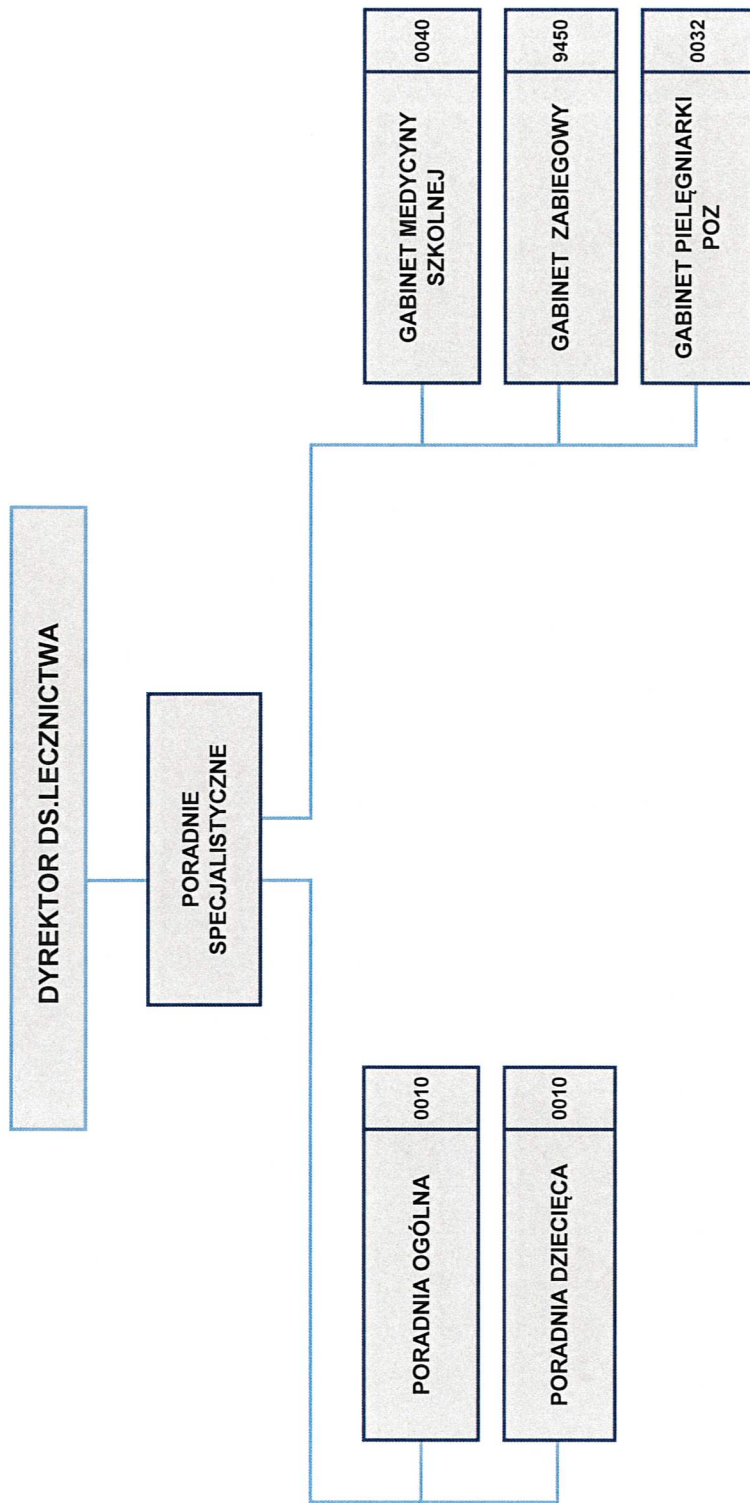 DYREKTOR DS.LECZNICTWA
PORADNIE
SPECJALISTYCZNE
PORADNIA OGÓLNA 0010
PORADNIA DZIECIĘCA 0010
GABINET MEDYCYNY
SZKOLNEJ 0040
GABINET ZABIEGOWY 9450
GABINET PIELĘGNIARKI
POZ 0032